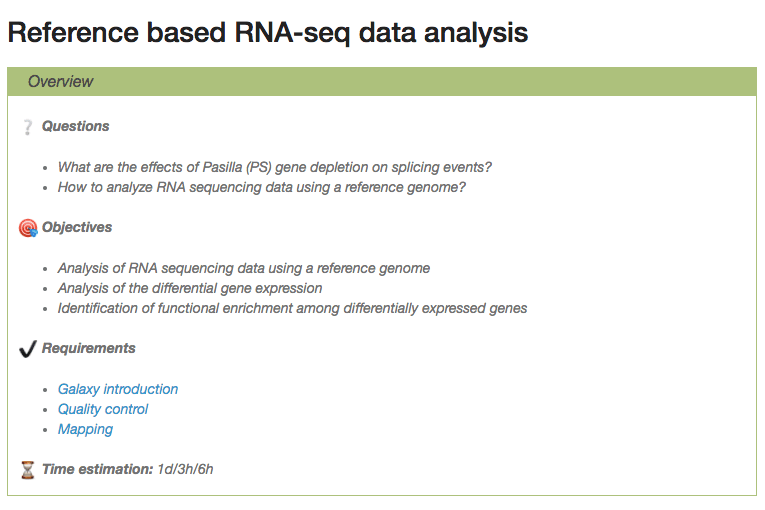 Reference based RNA-seq data analysis
Overview
Questions
What are the effects of Pasilla (PS) gene depletion on splicing events?
How to analyze RNA sequencing data using a reference genome?
Objectives
Analysis of RNA sequencing data using a reference genome
Analysis of the differential gene expression
Identification of functional enrichment among differentially expressed genes
Requirements
Galaxy introduction
Quality control
Mapping
Time estimation: 1d/3h/6h